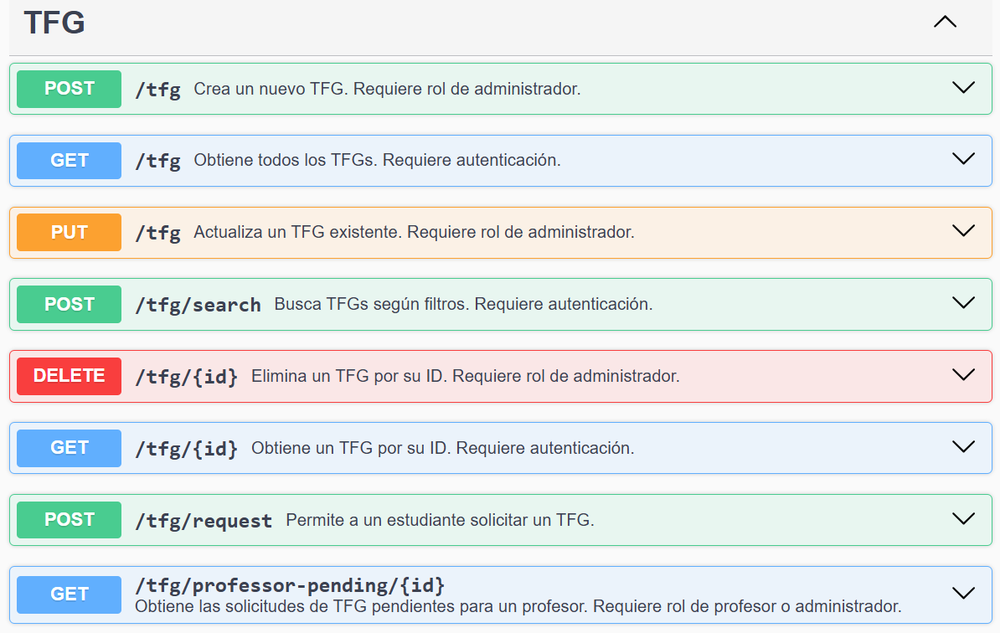 TFG
POST /tfg Crea un nuevo TFG. Requiere rol de administrador.
GET /tfg Obtiene todos los TFGs. Requiere autenticación.
PUT /tfg Actualiza un TFG existente. Requiere rol de administrador.
POST /tfg/search Busca TFGs según filtros. Requiere autenticación.
DELETE /tfg/{id} Elimina un TFG por su ID. Requiere rol de administrador.
GET /tfg/{id} Obtiene un TFG por su ID. Requiere autenticación.
POST /tfg/request Permite a un estudiante solicitar un TFG.
GET /tfg/professor-pending/{id}
Obtiene las solicitudes de TFG pendientes para un profesor. Requiere rol de profesor o administrador.